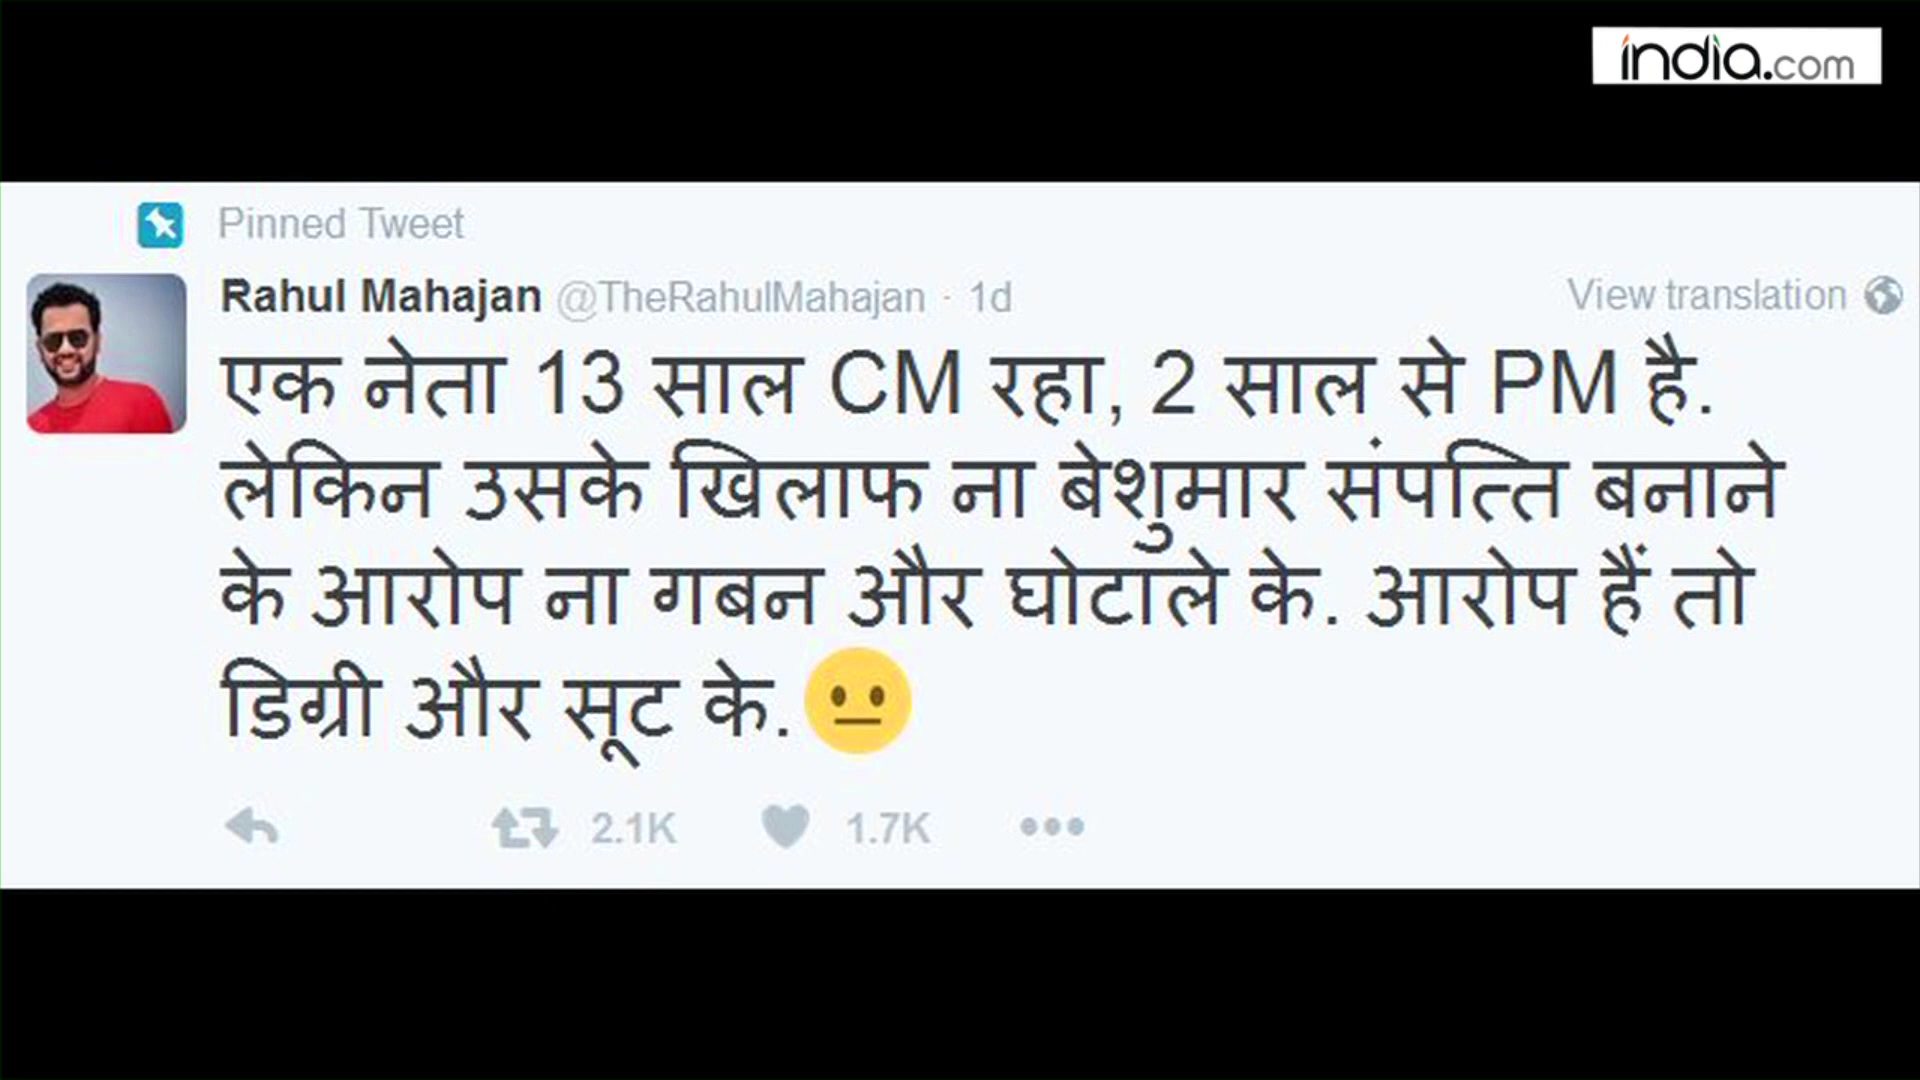 india.com
Pinned Tweet
Rahul Mahajan @TheRahulMahajan · 1d
View translation
एक नेता 13 साल CM रहा, 2 साल से PM है.
लेकिन उसके खिलाफ ना बेशुमार संपत्ति बनाने
के आरोप ना गबन और घोटाले के. आरोप हैं तो
डिग्री और सूट के.😐
2.1K 1.7K